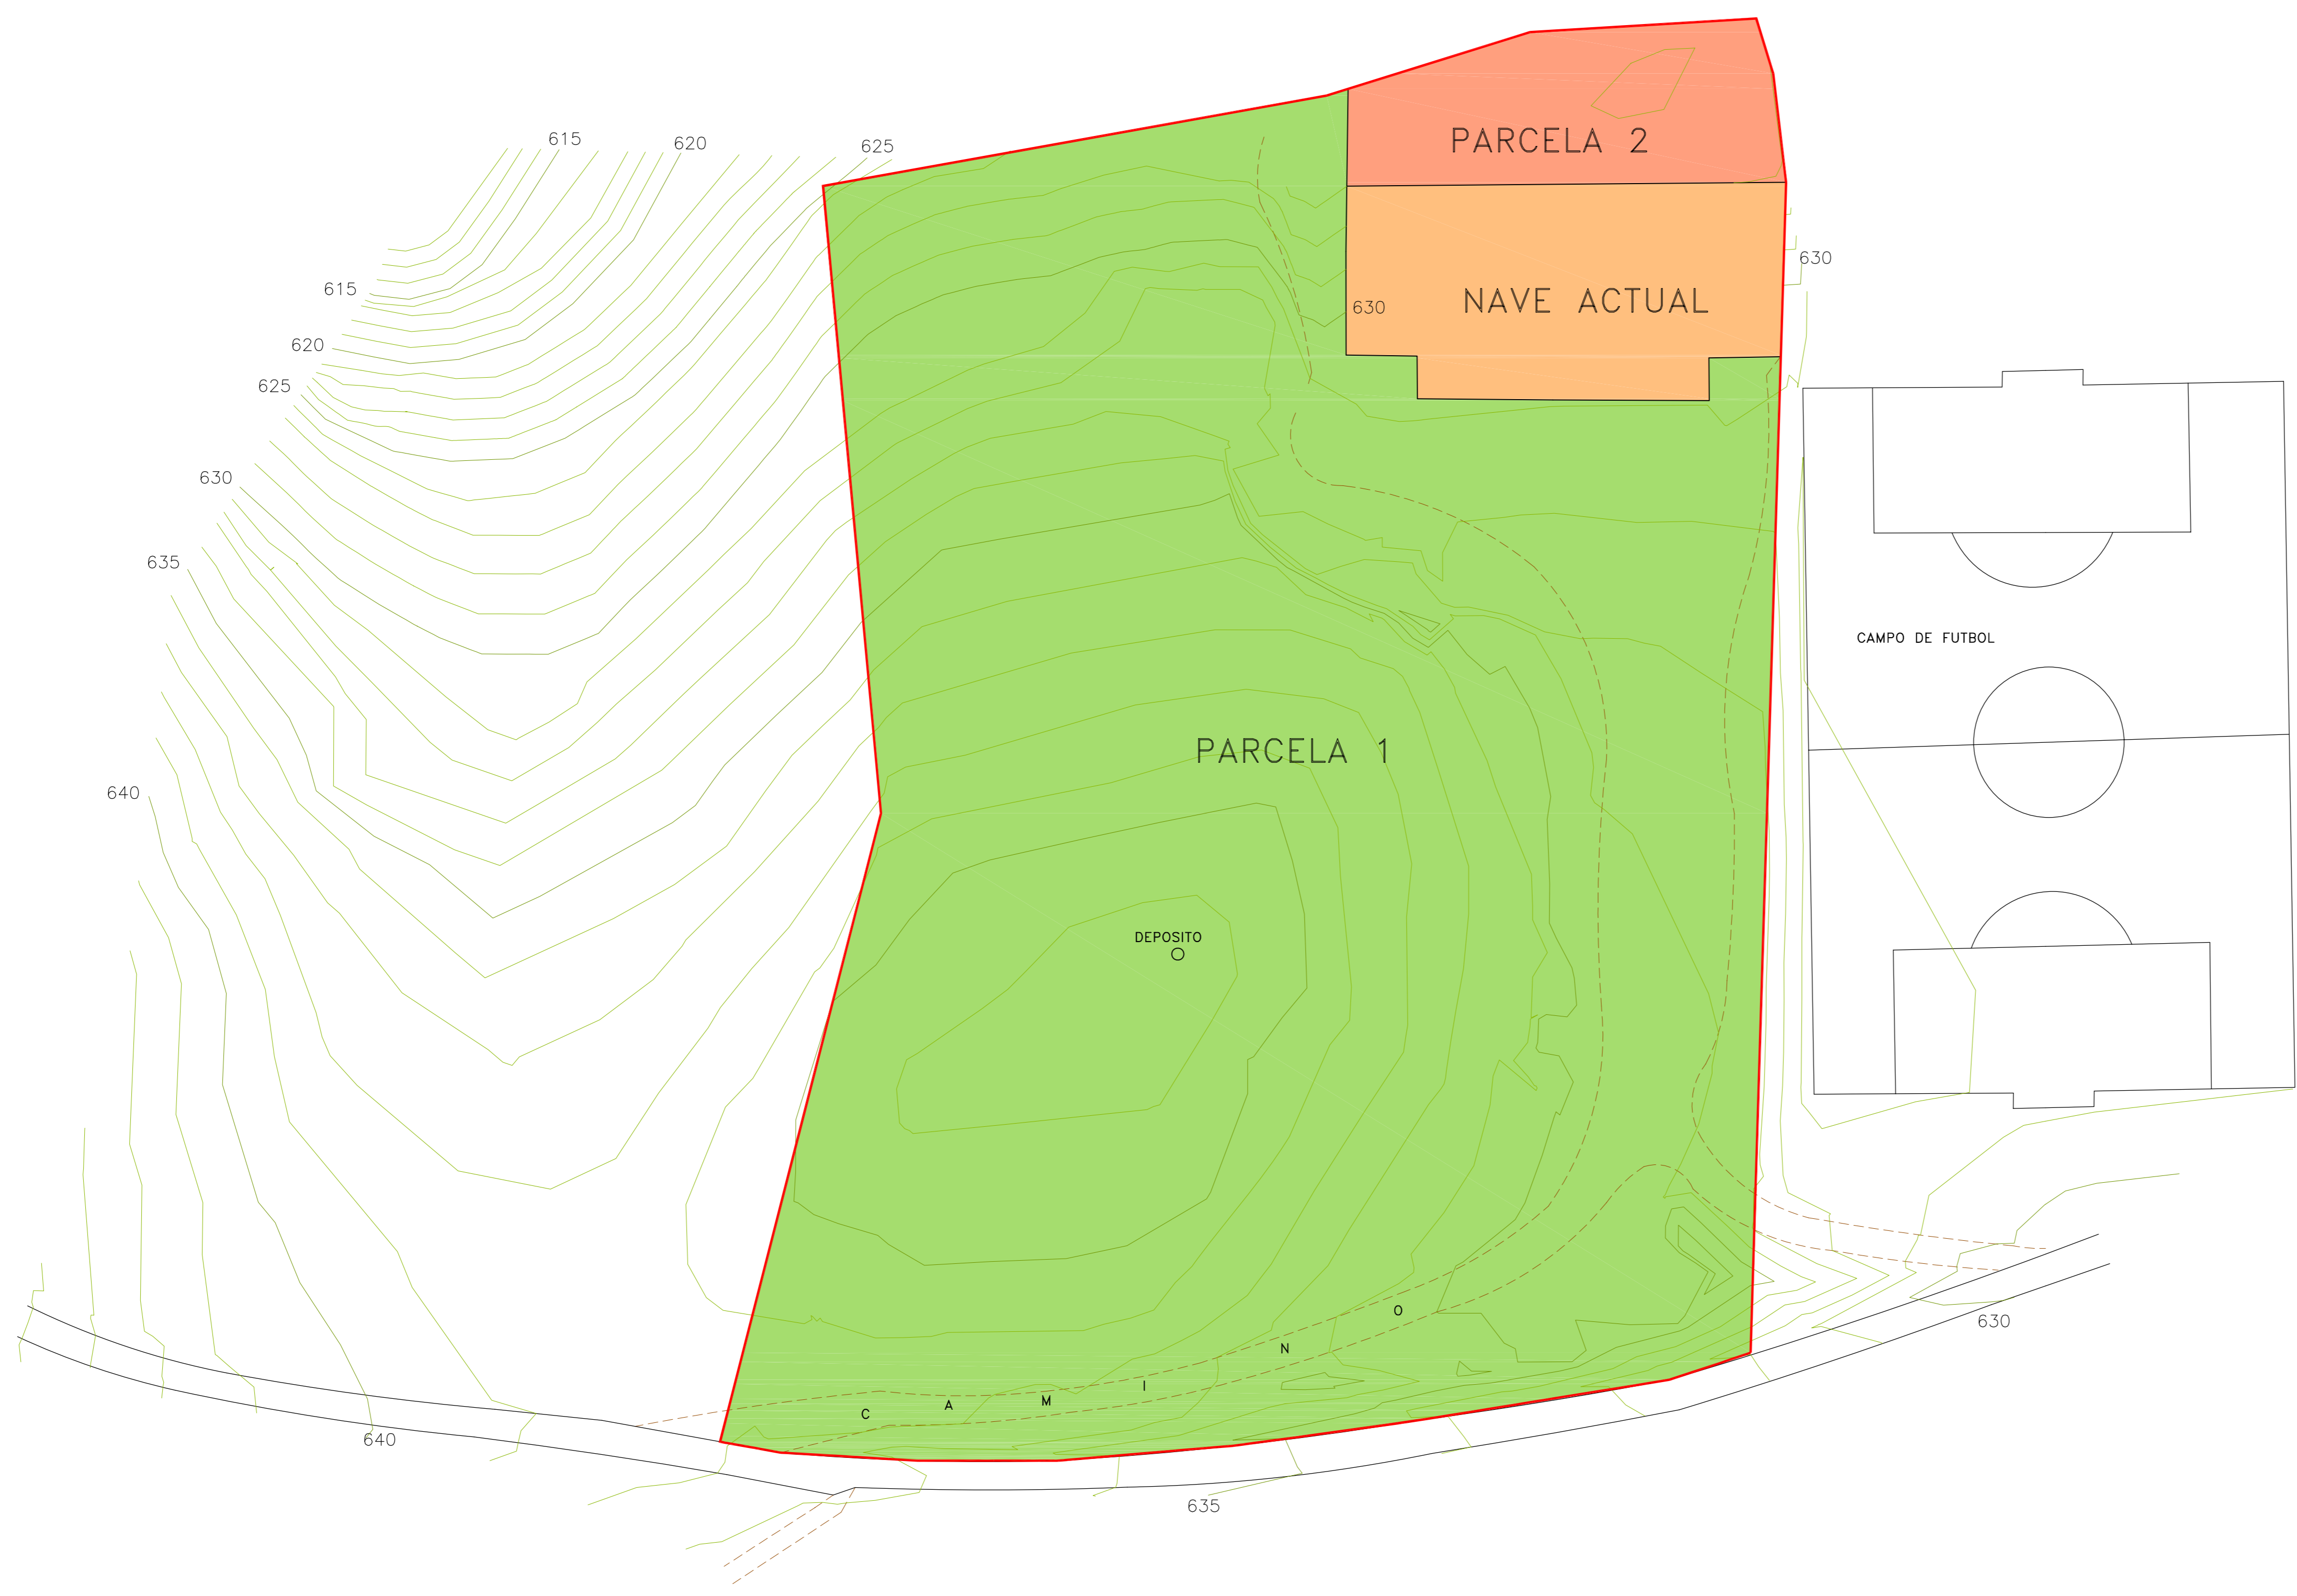 615
620
625
PARCELA 2
630
615
NAVE ACTUAL
630
620
625
630
635
CAMPO DE FUTBOL
PARCELA 1
640
DEPOSITO
C A M I N O
630
640
635